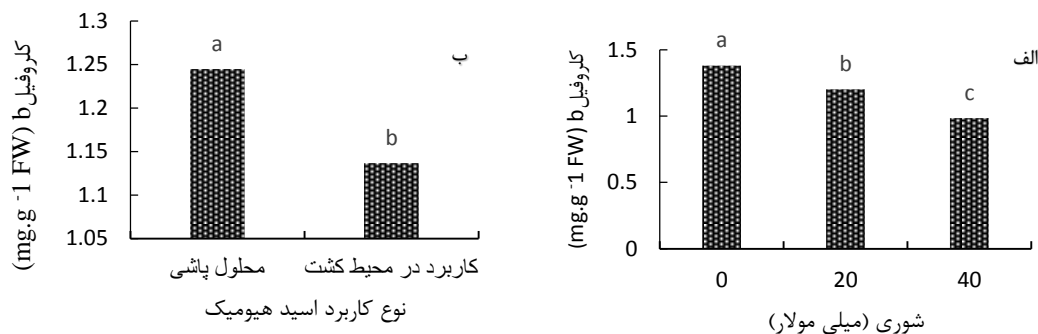 الف
کلروفیل b (mg.g -1 FW)
1.5
1
0.5
0
a
b
c
0
20
40
شوری (میلی مولار)
ب
کلروفیل b (mg.g -1 FW)
1.3
1.25
1.2
1.15
1.1
1.05
a
b
محلول پاشی
کاربرد در محیط کشت
نوع کاربرد اسید هیومیک